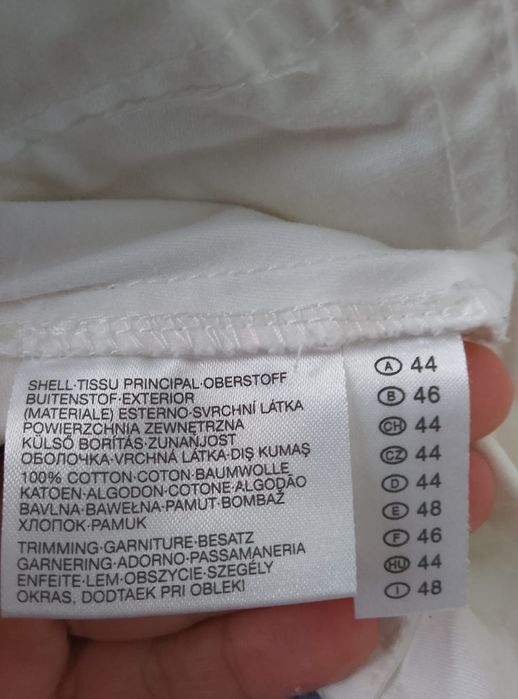 SHELL·TISSU PRINCIPAL·OBERSTOFF
BUITENSTOF·EXTERIOR
(MATERIALE) ESTERNO·SVRCHNÍ LÁTKA
POWIERZCHNIA ZEWNĘTRZNA
KÜLSŐ BORÍTÁS·ZUNANJOST
ОБОЛОЧКА·VRCHNÁ LÁTKA·DIŞ KUMAŞ
100% COTTON·COTON·BAUMWOLLE
KATOEN·ALGODON·COTONE·ALGODÃO
BAVLNA·BAWEŁNA·PAMUT·BOMBAŽ
ХЛОПОК·PAMUK
TRIMMING·GARNITURE·BESATZ
GARNERING·ADORNO·PASSAMANERIA
ENFEITE·LEM·OBSZYCIE·SZEGÉLY
OKRAS, DODTAEK PRI OBLEKI
A 44
B 46
CH 44
CZ 44
D 44
E 48
F 46
HU 44
I 48